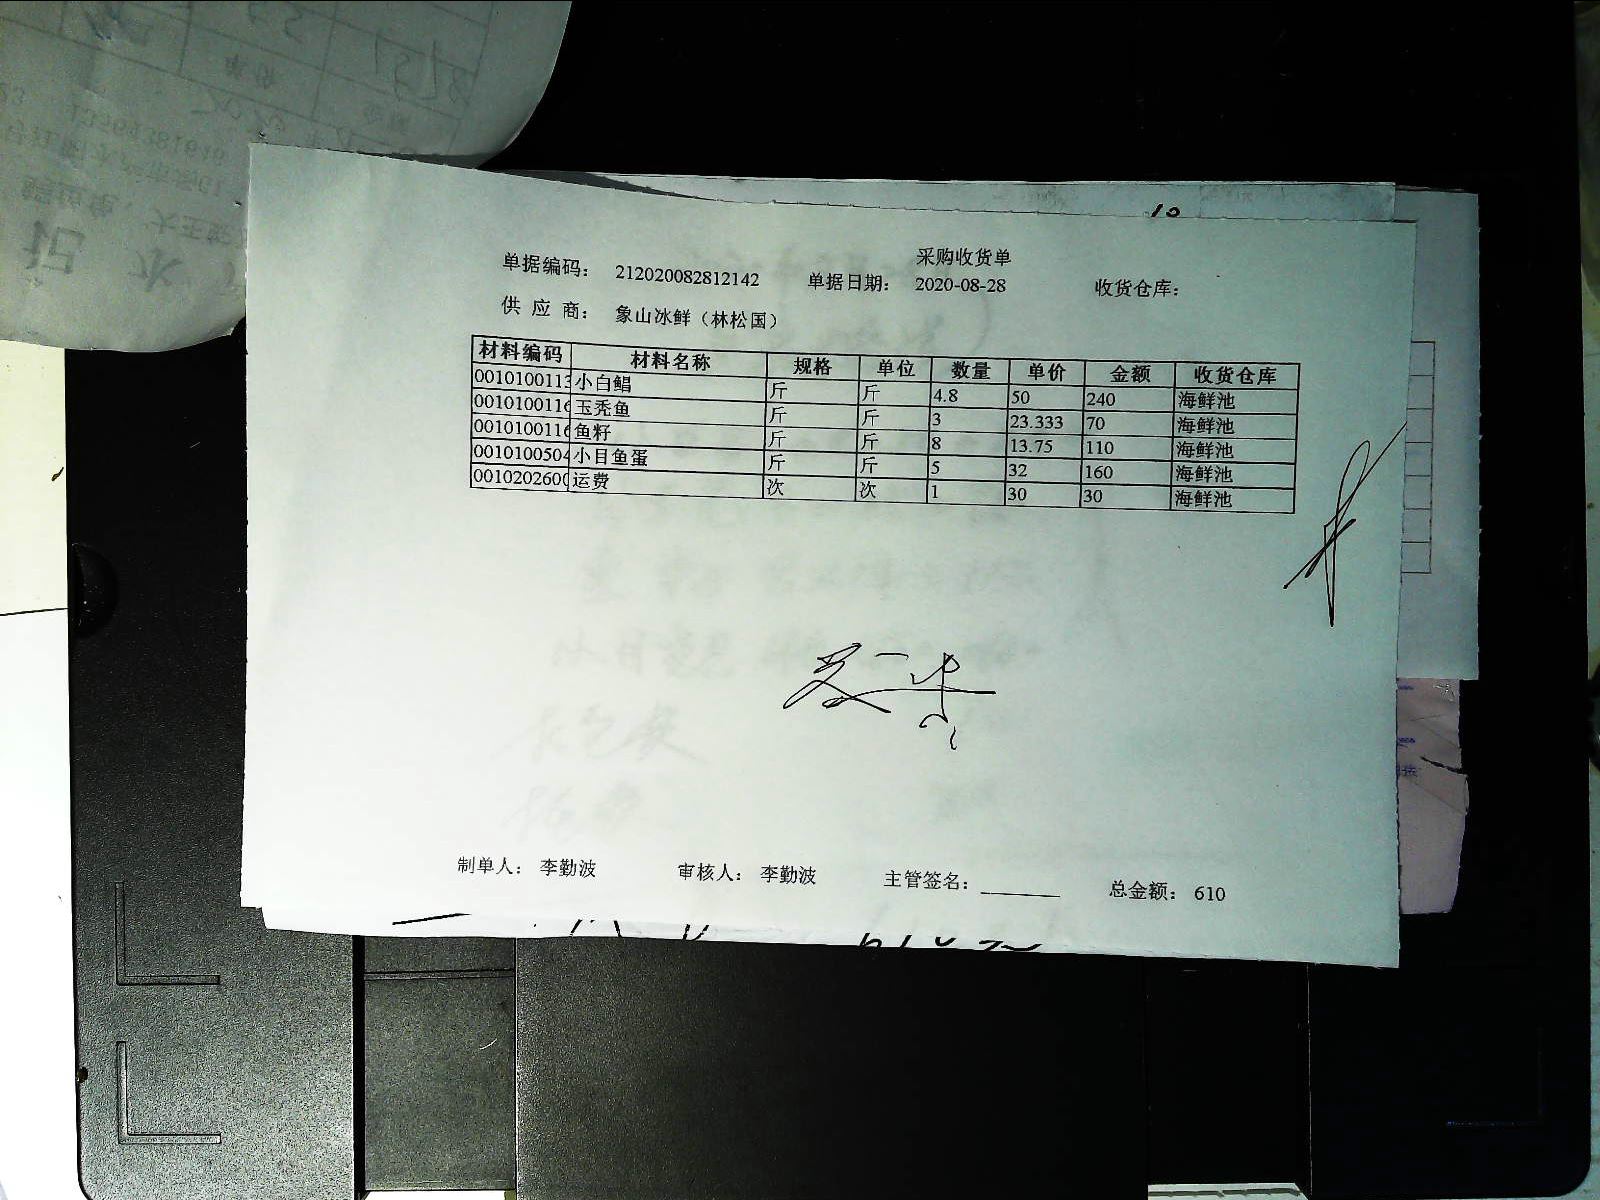 采购收货单
单据编码： 212020082812142 单据日期： 2020-08-28 收货仓库：
供 应 商： 象山冰鲜（林松国）
材料编码 材料名称 规格 单位 数量 单价 金额 收货仓库
0010100113 小白鲳 斤 斤 4.8 50 240 海鲜池
001010011 玉秃鱼 斤 斤 3 23.333 70 海鲜池
001010011 鱼籽 斤 斤 8 13.75 110 海鲜池
0010100504 小目鱼蛋 斤 斤 5 32 160 海鲜池
001020260 运费 次 次 1 30 30 海鲜池
制单人： 李勤波 审核人： 李勤波 主管签名： 总金额： 610